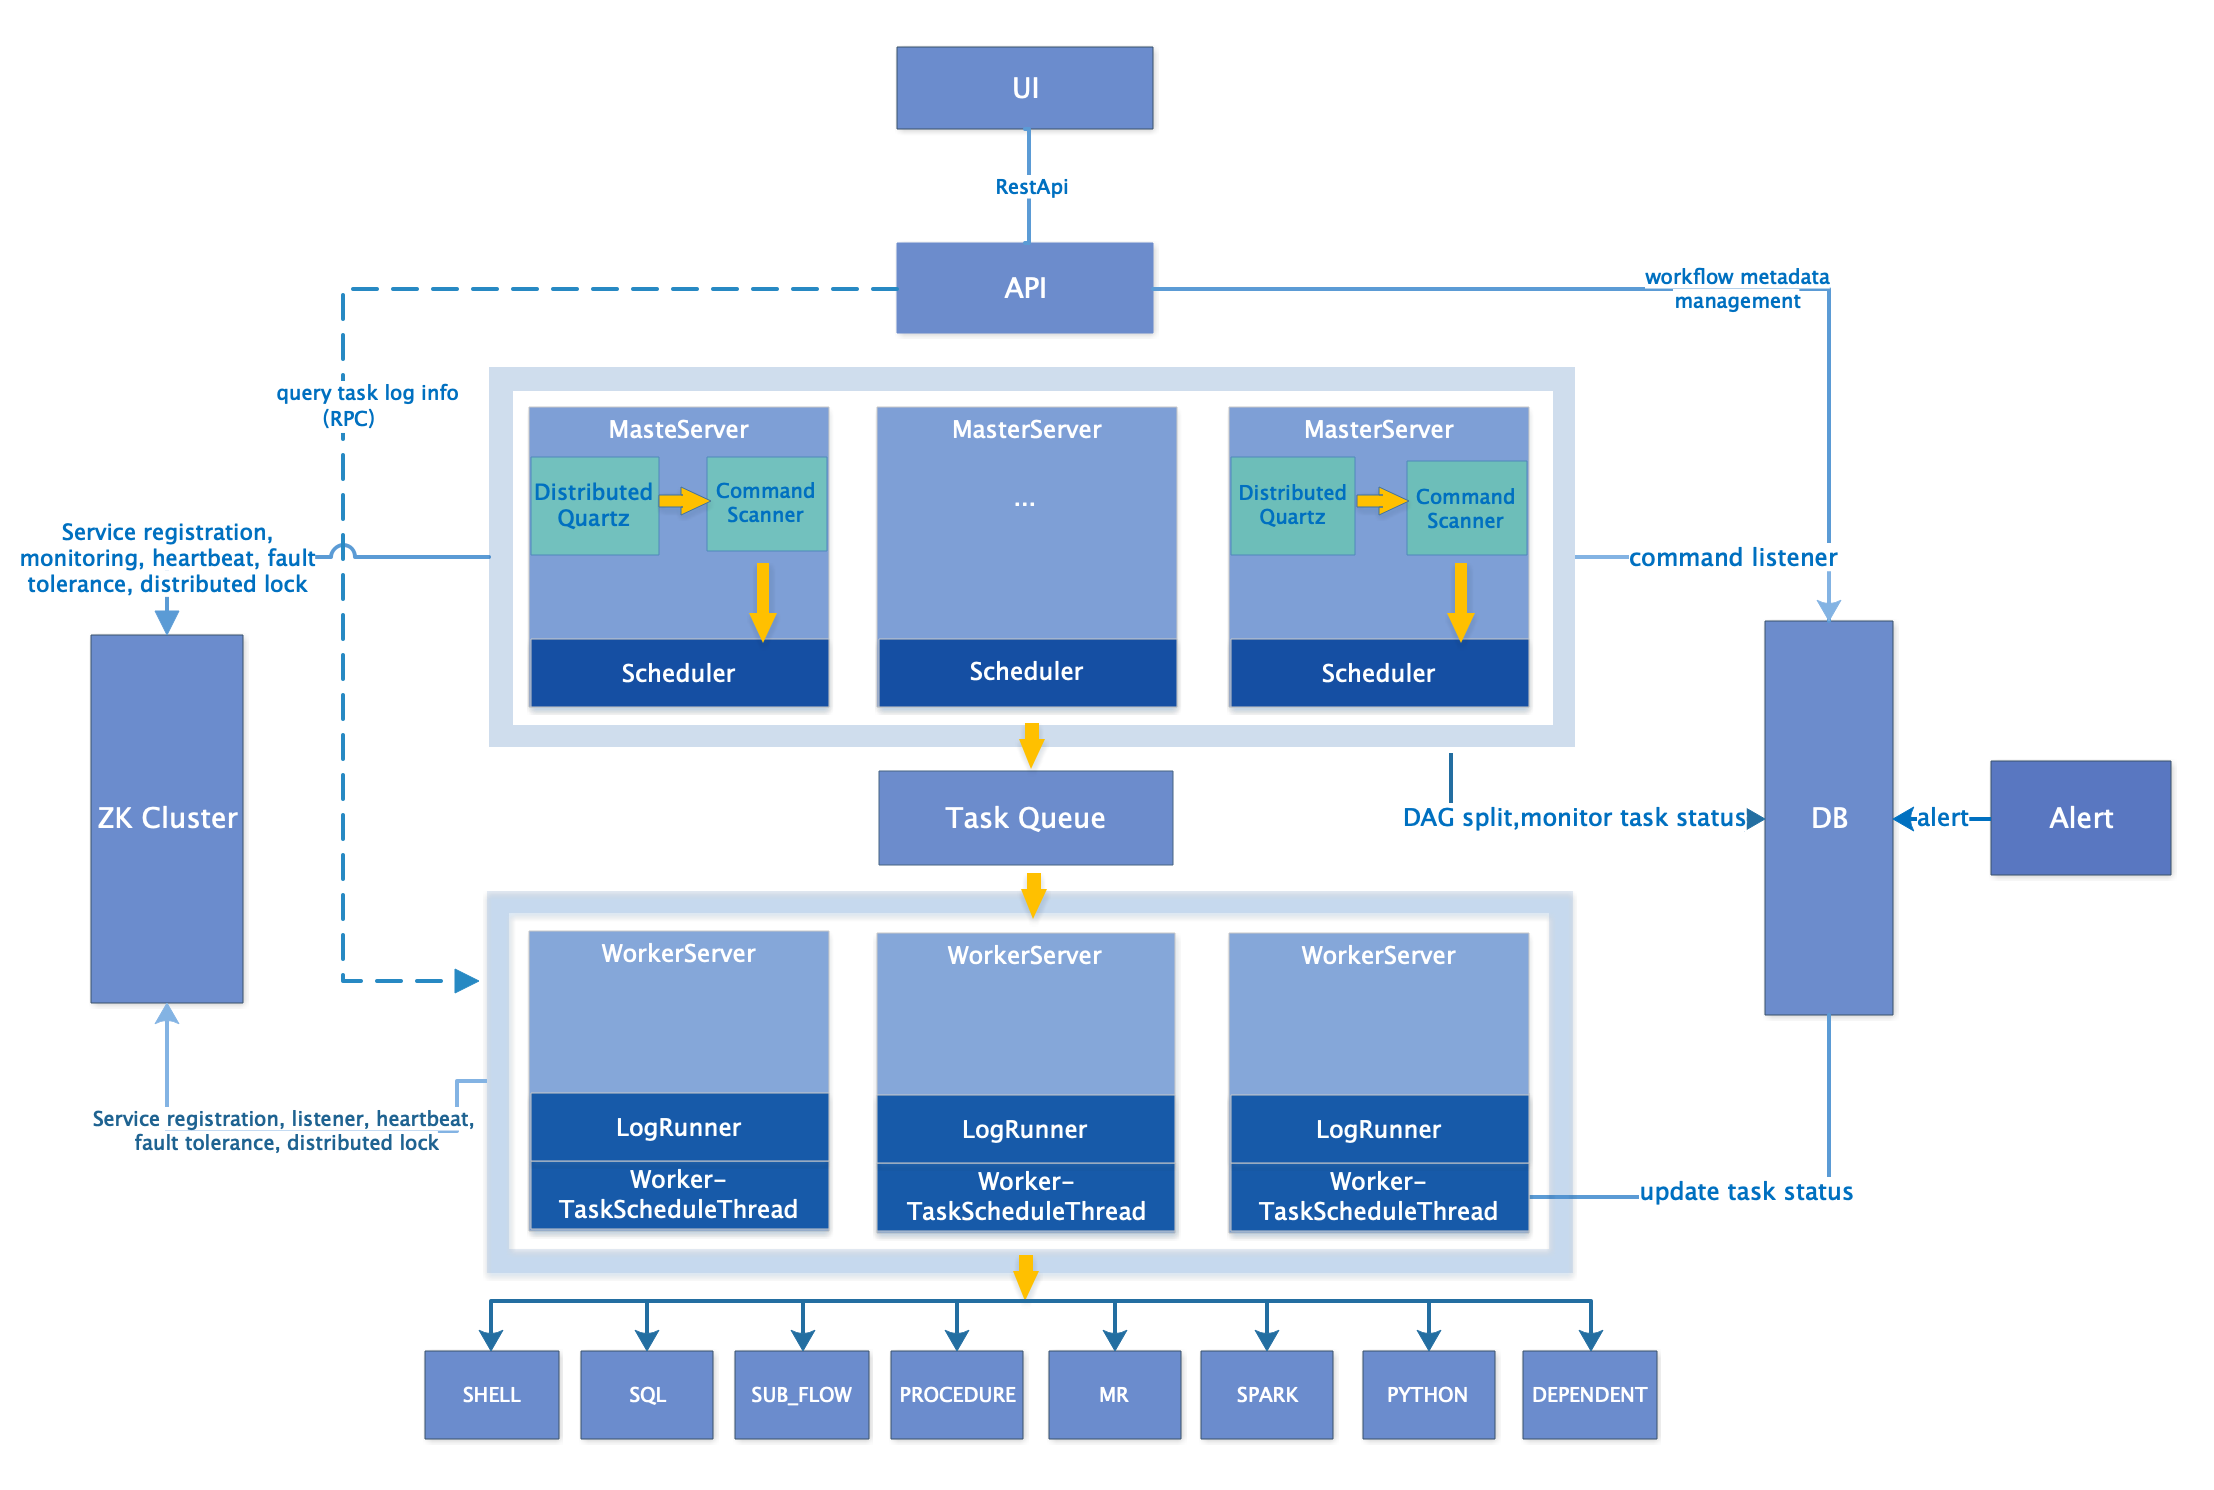 UI
RestApi
API
workflow metadata
management
query task log info
(RPC)
MasteServer
MasterServer
MasterServer
Distributed
Quartz
Command
Scanner
...
Distributed
Quartz
Command
Scanner
Service registration,
monitoring, heartbeat, fault
tolerance, distributed lock
command listener
Scheduler
Scheduler
Scheduler
ZK Cluster
Task Queue
DAG split,monitor task status
DB
alert
Alert
WorkerServer
WorkerServer
WorkerServer
Service registration, listener, heartbeat,
fault tolerance, distributed lock
LogRunner
LogRunner
LogRunner
Worker-
TaskScheduleThread
Worker-
TaskScheduleThread
Worker-
TaskScheduleThread
update task status
SHELL
SQL
SUB_FLOW
PROCEDURE
MR
SPARK
PYTHON
DEPENDENT